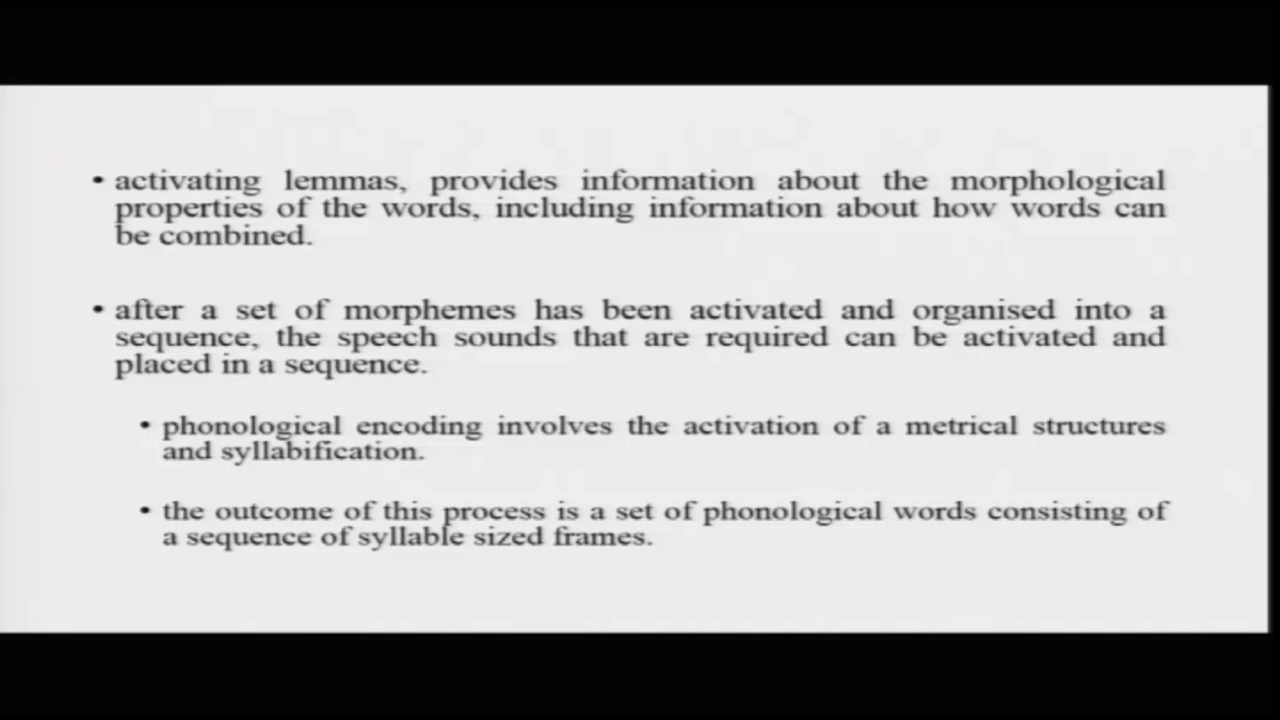 • activating lemmas, provides information about the morphological
properties of the words, including information about how words can
be combined.
• after a set of morphemes has been activated and organised into a
sequence, the speech sounds that are required can be activated and
placed in a sequence.
• phonological encoding involves the activation of a metrical structures
and syllabification.
• the outcome of this process is a set of phonological words consisting of
a sequence of syllable sized frames.